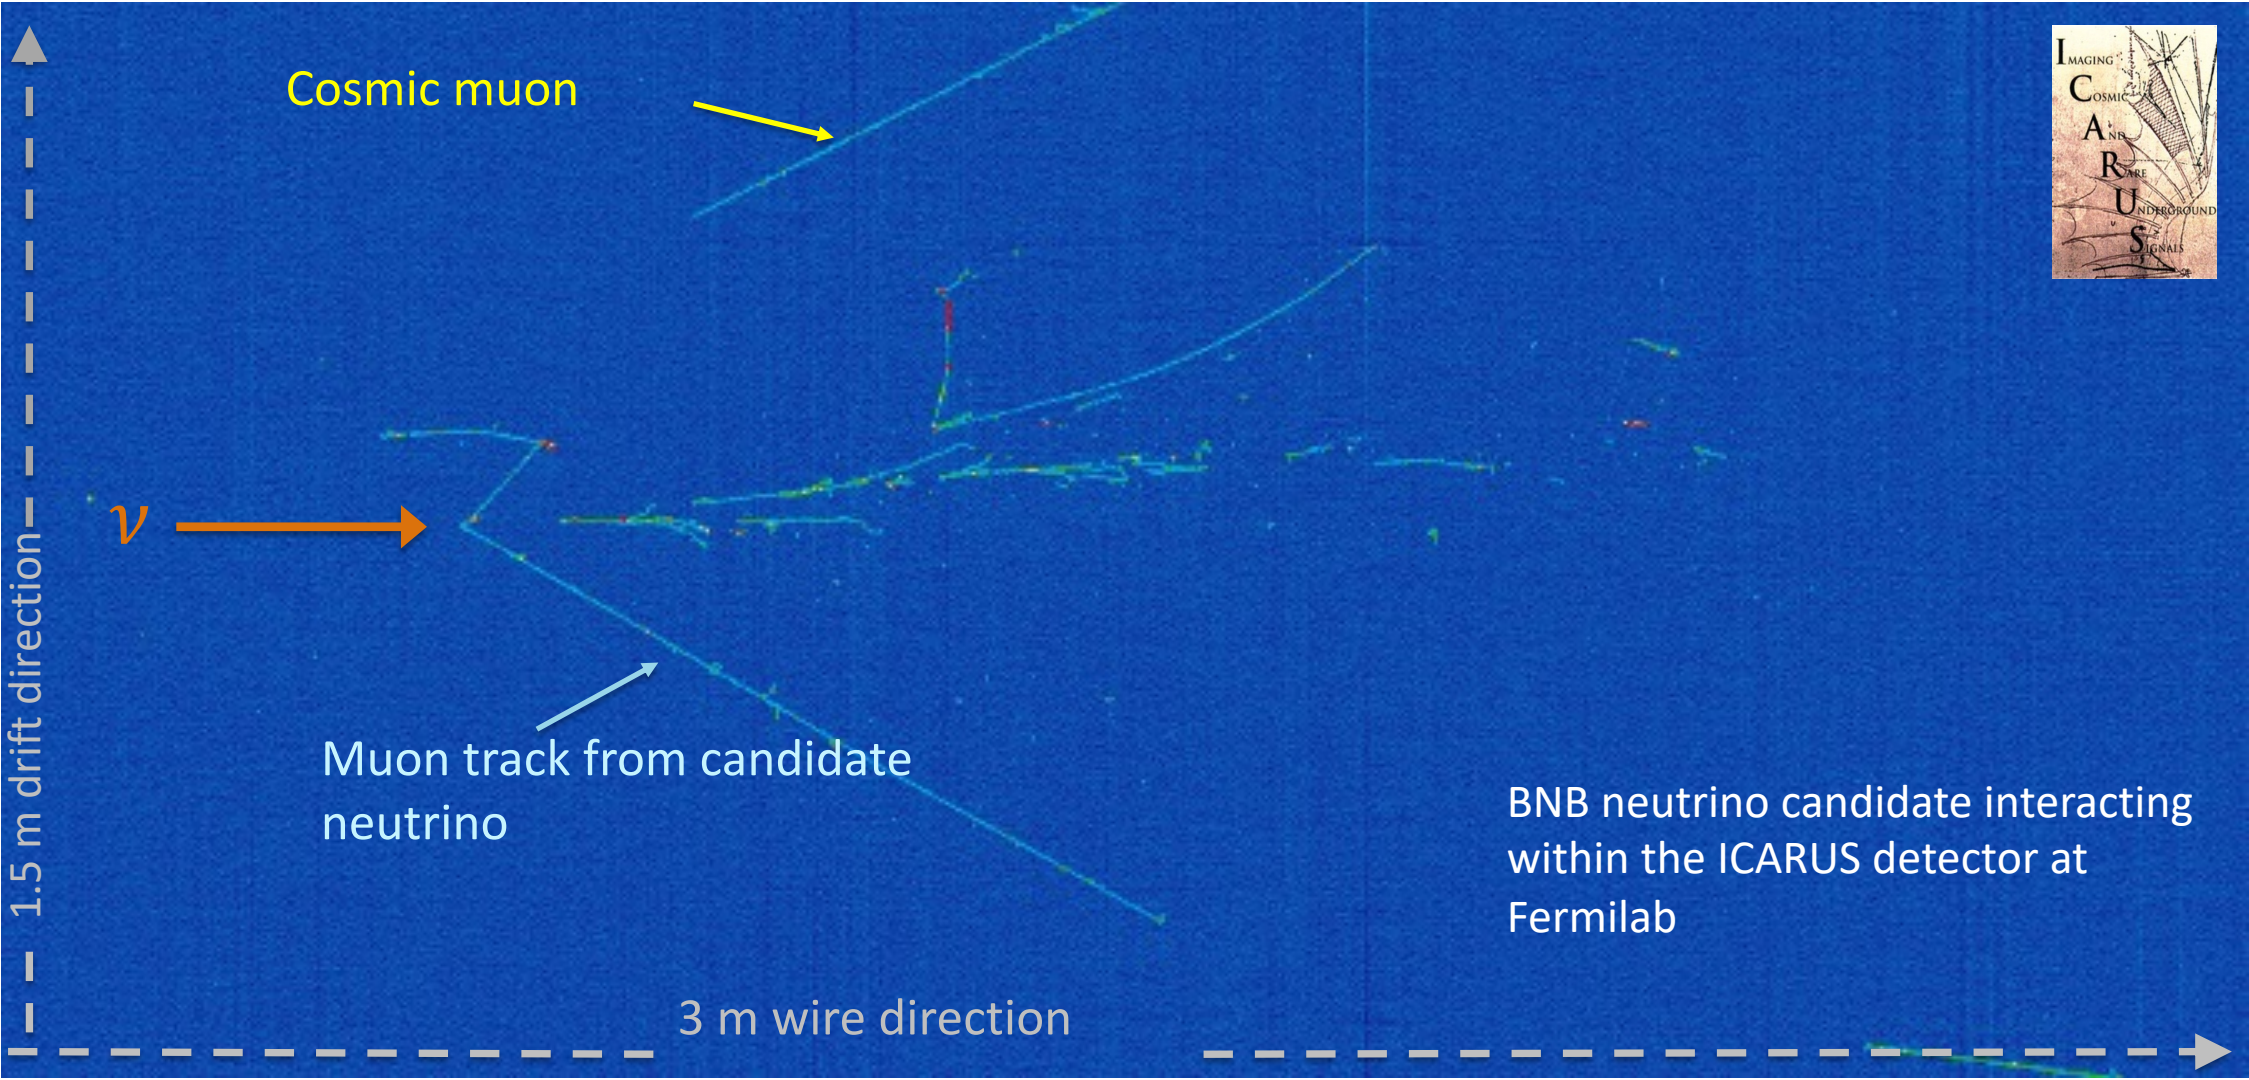 Cosmic muon
IMAGING
COSMIC
AND
RARE
UNDERGROUND
SIGNALS
ν
1.5 m drift direction
Muon track from candidate
neutrino
BNB neutrino candidate interacting
within the ICARUS detector at
Fermilab
3 m wire direction